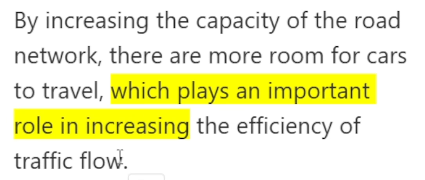 By increasing the capacity of the road
network, there are more room for cars
to travel, which plays an important
role in increasing the efficiency of
traffic flow.